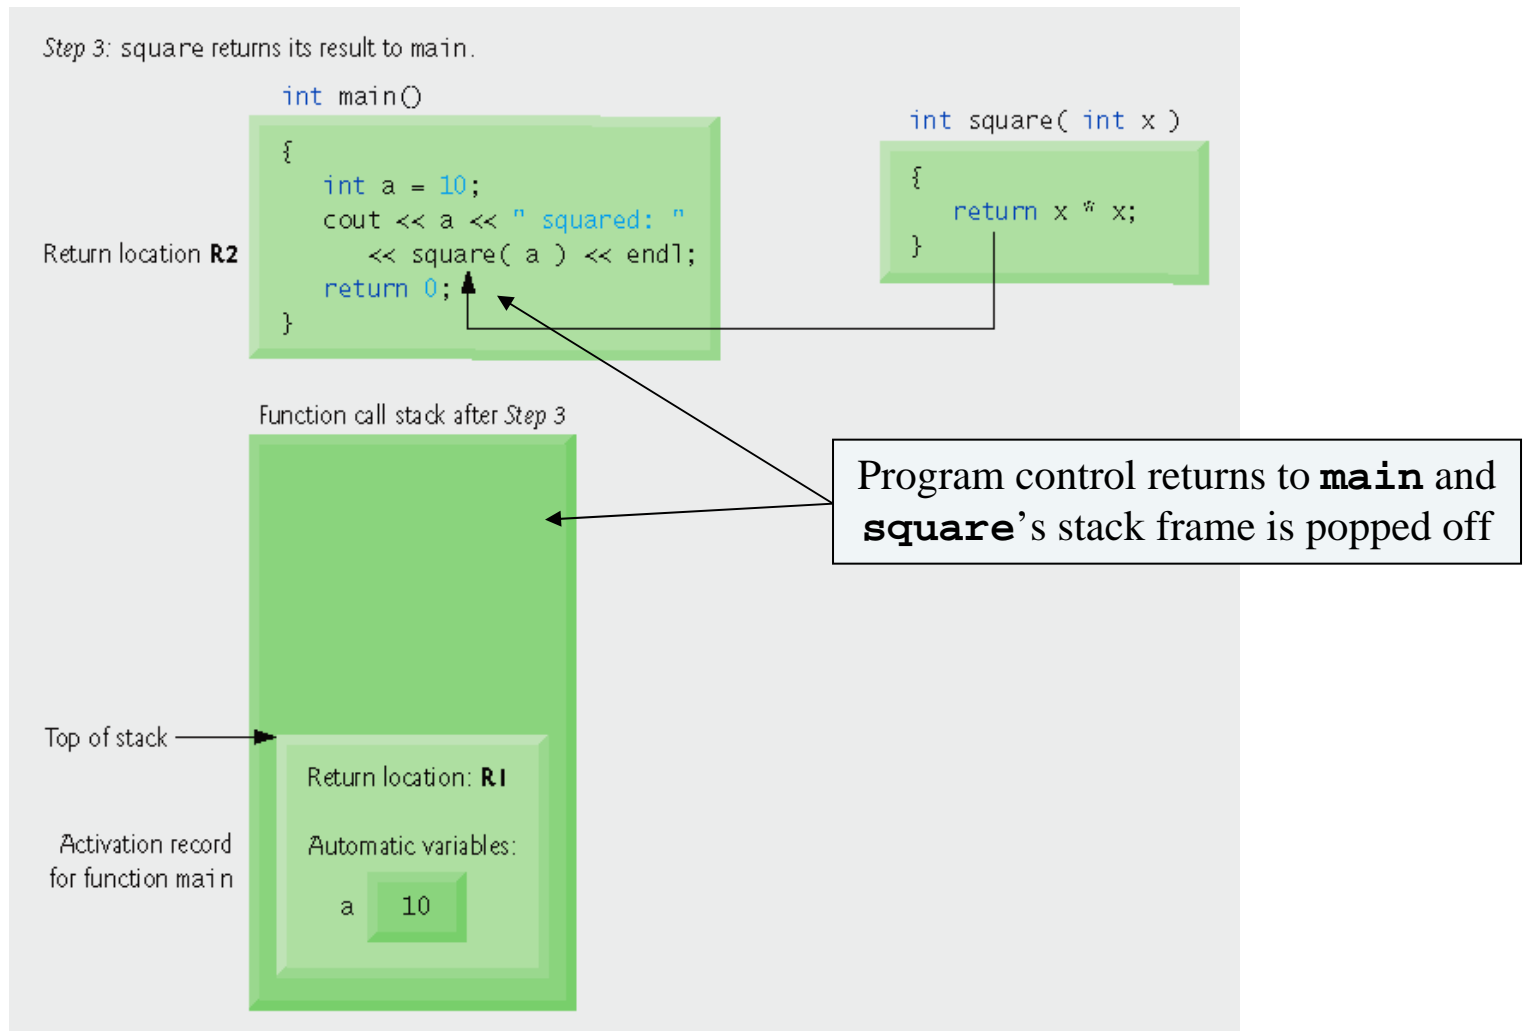 Step 3: square returns its result to main.
int main()
{
int a = 10;
cout << a << " squared: "
<< square( a ) << endl;
return 0;
}
Return location R2
int square( int x )
{
return x * x;
}
Function call stack after Step 3
Program control returns to main and
square’s stack frame is popped off
Top of stack
Return location: R1
Activation record
for function main
Automatic variables:
a 10